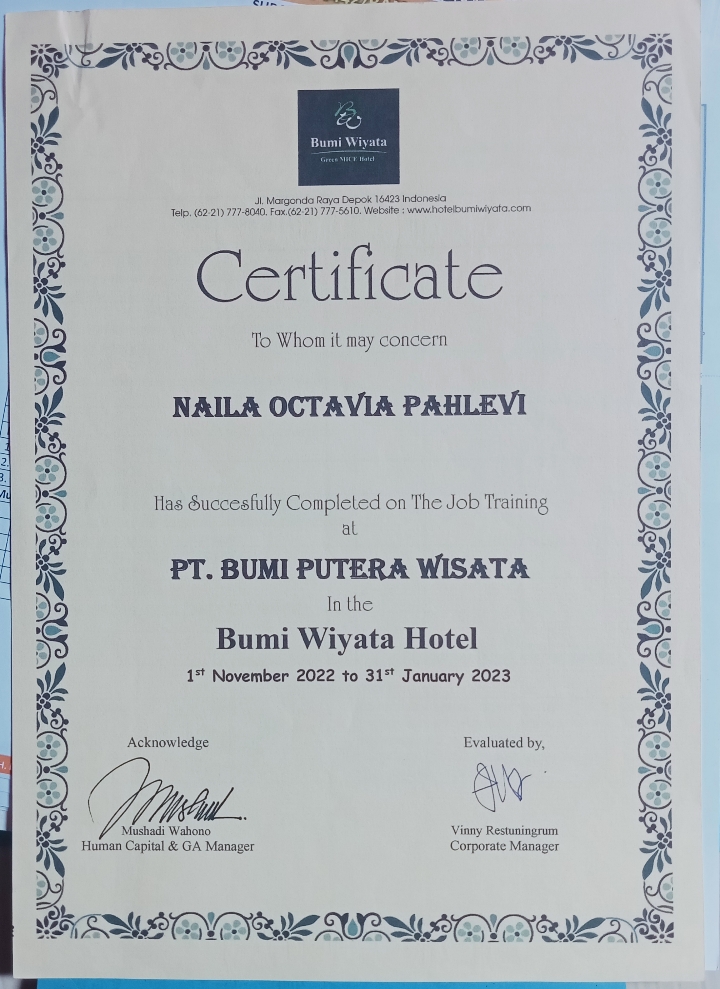 Bumi Wiyata
Green MICE Hotel
Jl. Margonda Raya Depok 16423 Indonesia
Telp. (62-21) 777-8040. Fax.(62-21) 777-5610. Website : www.hotelbumiwiyata.com
Certificate
To Whom it may concern
NAILA OCTAVIA PAHLEVI
Has Succesfully Completed on The Job Training
at
PT. BUMI PUTERA WISATA
In the
Bumi Wiyata Hotel
1st November 2022 to 31st January 2023
Acknowledge
Mushadi Wahono
Human Capital & GA Manager
Evaluated by,
Vinny Restuningrum
Corporate Manager